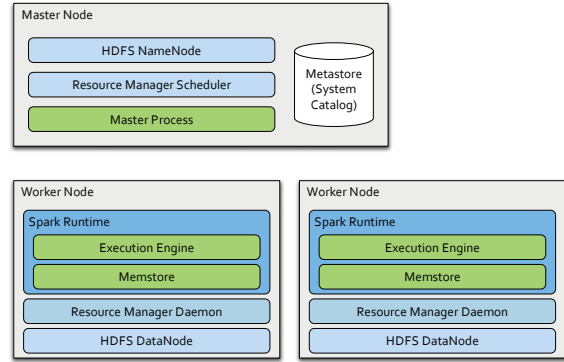 Master Node
HDFS NameNode
Resource Manager Scheduler
Master Process
Metastore
(System
Catalog)
Worker Node
Spark Runtime
Execution Engine
Memstore
Resource Manager Daemon
HDFS DataNode
Worker Node
Spark Runtime
Execution Engine
Memstore
Resource Manager Daemon
HDFS DataNode